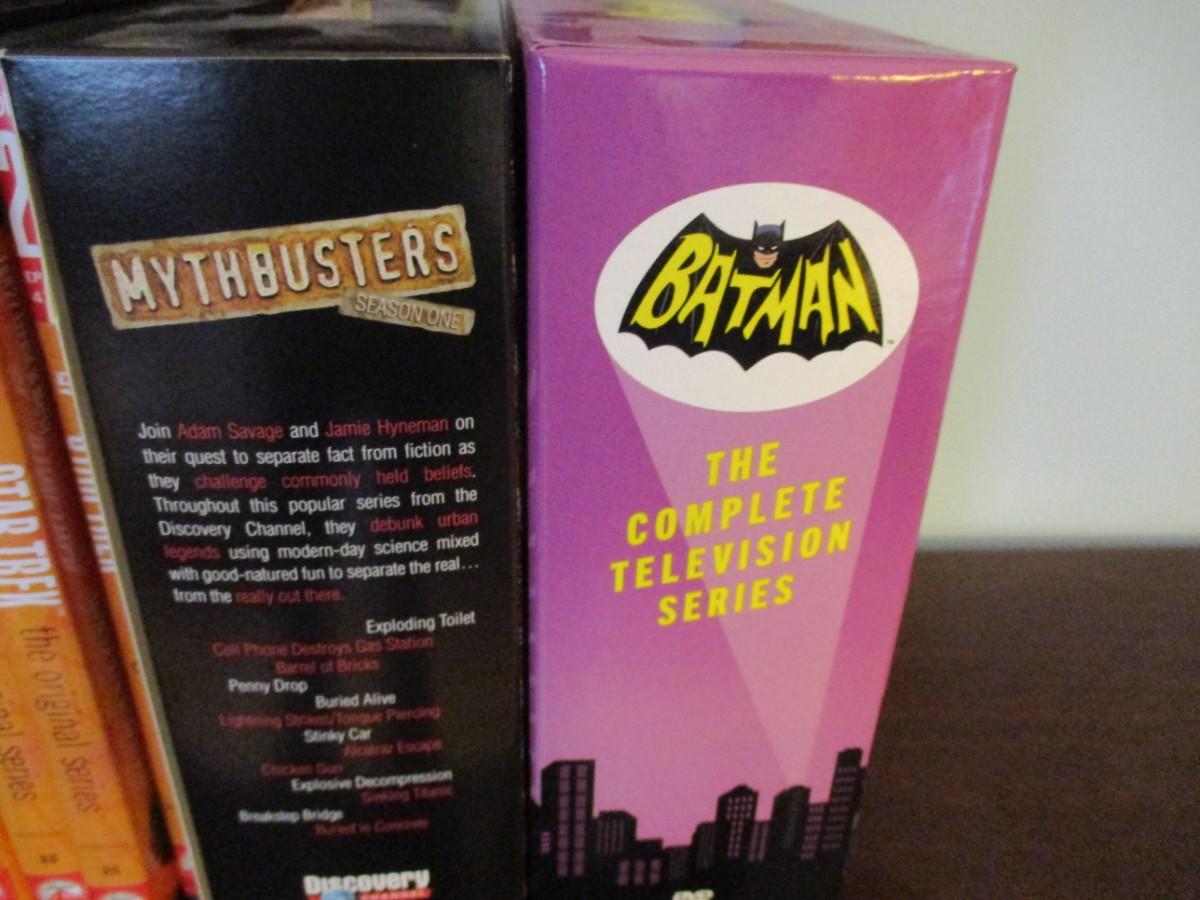 STAR TREK
the original series
MYTHBUSTERS
SEASON ONE
Join Adam Savage and Jamie Hyneman on
their quest to separate fact from fiction as
they challenge commonly held beliefs.
Throughout this popular series from the
Discovery Channel, they debunk urban
legends using modern-day science mixed
with good-natured fun to separate the real...
from the really out there.
Exploding Toilet
Cell Phone Destroys Gas Station
Barrel of Bricks
Penny Drop
Buried Alive
Lightning Strikes/Tongue Piercing
Stinky Car
Alcatraz Escape
Chicken Gun
Explosive Decompression
Sinking Titanic
Breakstep Bridge
Buried in Concrete
Discovery
CHANNEL
BATMAN
THE
COMPLETE
TELEVISION
SERIES